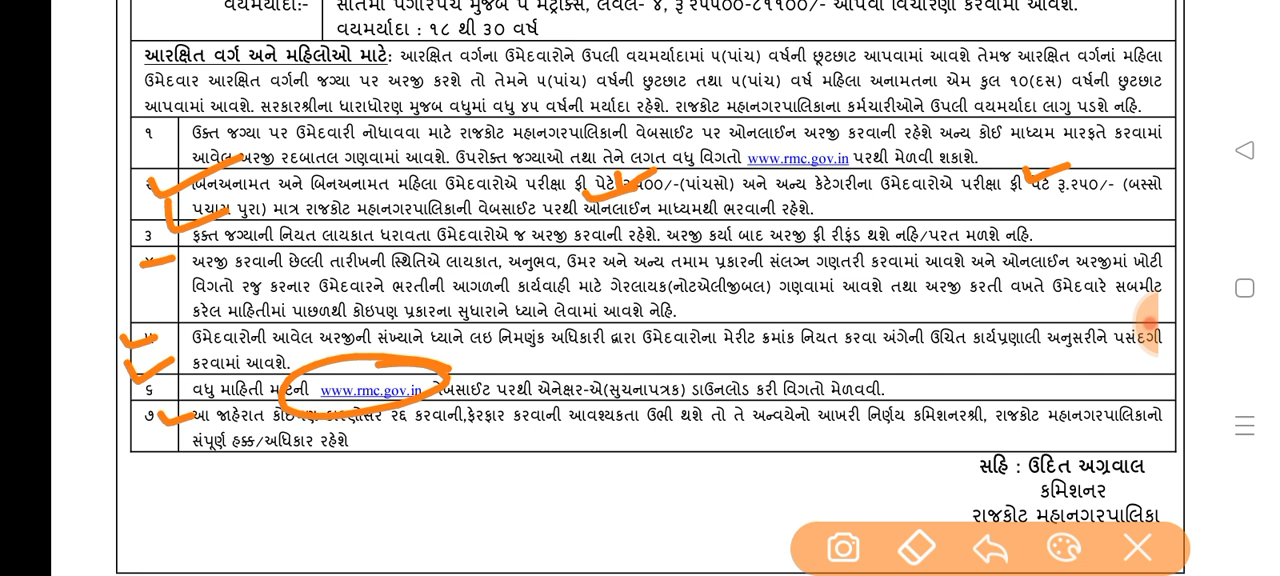 વયમર્યાદા:- સાતમા પગારપંચ મુજબ પે મેટ્રીક્સ, લેવલ- ૪, રૂ ૨૫૫૦૦-૮૧૧૦૦/- આપવા વિચારણા કરવામાં આવશે.
વયમર્યાદા : ૧૮ થી ૩૦ વર્ષ
આરક્ષિત વર્ગ અને મહિલોઓ માટે: આરક્ષિત વર્ગના ઉમેદવારોને ઉપલી વયમર્યાદામાં ૫(પાંચ) વર્ષની છૂટછાટ આપવામાં આવશે તેમજ આરક્ષિત વર્ગનાં મહિલા
ઉમેદવાર આરક્ષિત વર્ગની જગ્યા પર અરજી કરશે તો તેમને ૫(પાંચ) વર્ષની છુટછાટ તથા ૫(પાંચ) વર્ષ મહિલા અનામતના એમ કુલ ૧૦(દસ) વર્ષની છુટછાટ
આપવામાં આવશે. સરકારશ્રીના ધારાધોરણ મુજબ વધુમાં વધુ ૪૫ વર્ષની મર્યાદા રહેશે. રાજકોટ મહાનગરપાલિકાના કર્મચારીઓને ઉપલી વયમર્યાદા લાગુ પડશે નહિ.
૧ ઉક્ત જગ્યા પર ઉમેદવારી નોધાવવા માટે રાજકોટ મહાનગરપાલિકાની વેબસાઈટ પર ઓનલાઈન અરજી કરવાની રહેશે અન્ય કોઈ માધ્યમ મારફતે કરવામાં
આવેલ અરજી રદબાતલ ગણવામાં આવશે. ઉપરોક્ત જગ્યાઓ તથા તેને લગત વધુ વિગતો www.rmc.gov.in પરથી મેળવી શકાશે.
૨ બિનઅનામત અને બિનઅનામત મહિલા ઉમેદવારોએ પરીક્ષા ફી પેટે ૫૦૦/-(પાંચસો) અને અન્ય કેટેગરીના ઉમેદવારોએ પરીક્ષા ફી પેટે રૂ.૨૫૦/- (બસ્સો
પચાસ પુરા) માત્ર રાજકોટ મહાનગરપાલિકાની વેબસાઈટ પરથી ઓનલાઈન માધ્યમથી ભરવાની રહેશે.
૩ ફક્ત જગ્યાની નિયત લાયકાત ધરાવતા ઉમેદવારોએ જ અરજી કરવાની રહેશે. અરજી કર્યા બાદ અરજી ફી રીફંડ થશે નહિ/પરત મળશે નહિ.
૪ અરજી કરવાની છેલ્લી તારીખની સ્થિતિએ લાયકાત, અનુભવ, ઉમર અને અન્ય તમામ પ્રકારની સંલગ્ન ગણતરી કરવામાં આવશે અને ઓનલાઈન અરજીમાં ખોટી
વિગતો રજુ કરનાર ઉમેદવારને ભરતીની આગળની કાર્યવાહી માટે ગેરલાયક(નોટએલીજીબલ) ગણવામાં આવશે તથા અરજી કરતી વખતે ઉમેદવારે સબમીટ
કરેલ માહિતીમાં પાછળથી કોઇપણ પ્રકારના સુધારાને ધ્યાને લેવામાં આવશે નેહિ.
૫ ઉમેદવારોની આવેલ અરજીની સંખ્યાને ધ્યાને લઇ નિમણુંક અધિકારી દ્વારા ઉમેદવારોના મેરીટ ક્રમાંક નિયત કરવા અંગેની ઉચિત કાર્યપ્રણાલી અનુસરીને પસંદગી
કરવામાં આવશે.
૬ વધુ માહિતી માટેની www.rmc.gov.in વેબસાઈટ પરથી એનેક્ષર-એ(સુચનાપત્રક) ડાઉનલોડ કરી વિગતો મેળવવી.
૭ આ જાહેરાત કોઇપણ કારણોસર રદ્દ કરવાની,ફેરફાર કરવાની આવશ્યકતા ઉભી થશે તો તે અન્વયેનો આખરી નિર્ણય કમિશનરશ્રી, રાજકોટ મહાનગરપાલિકાનો
સંપૂર્ણ હક્ક/અધિકાર રહેશે
સહિ : ઉદિત અગ્રવાલ
કમિશનર
રાજકોટ મહાનગરપાલિકા